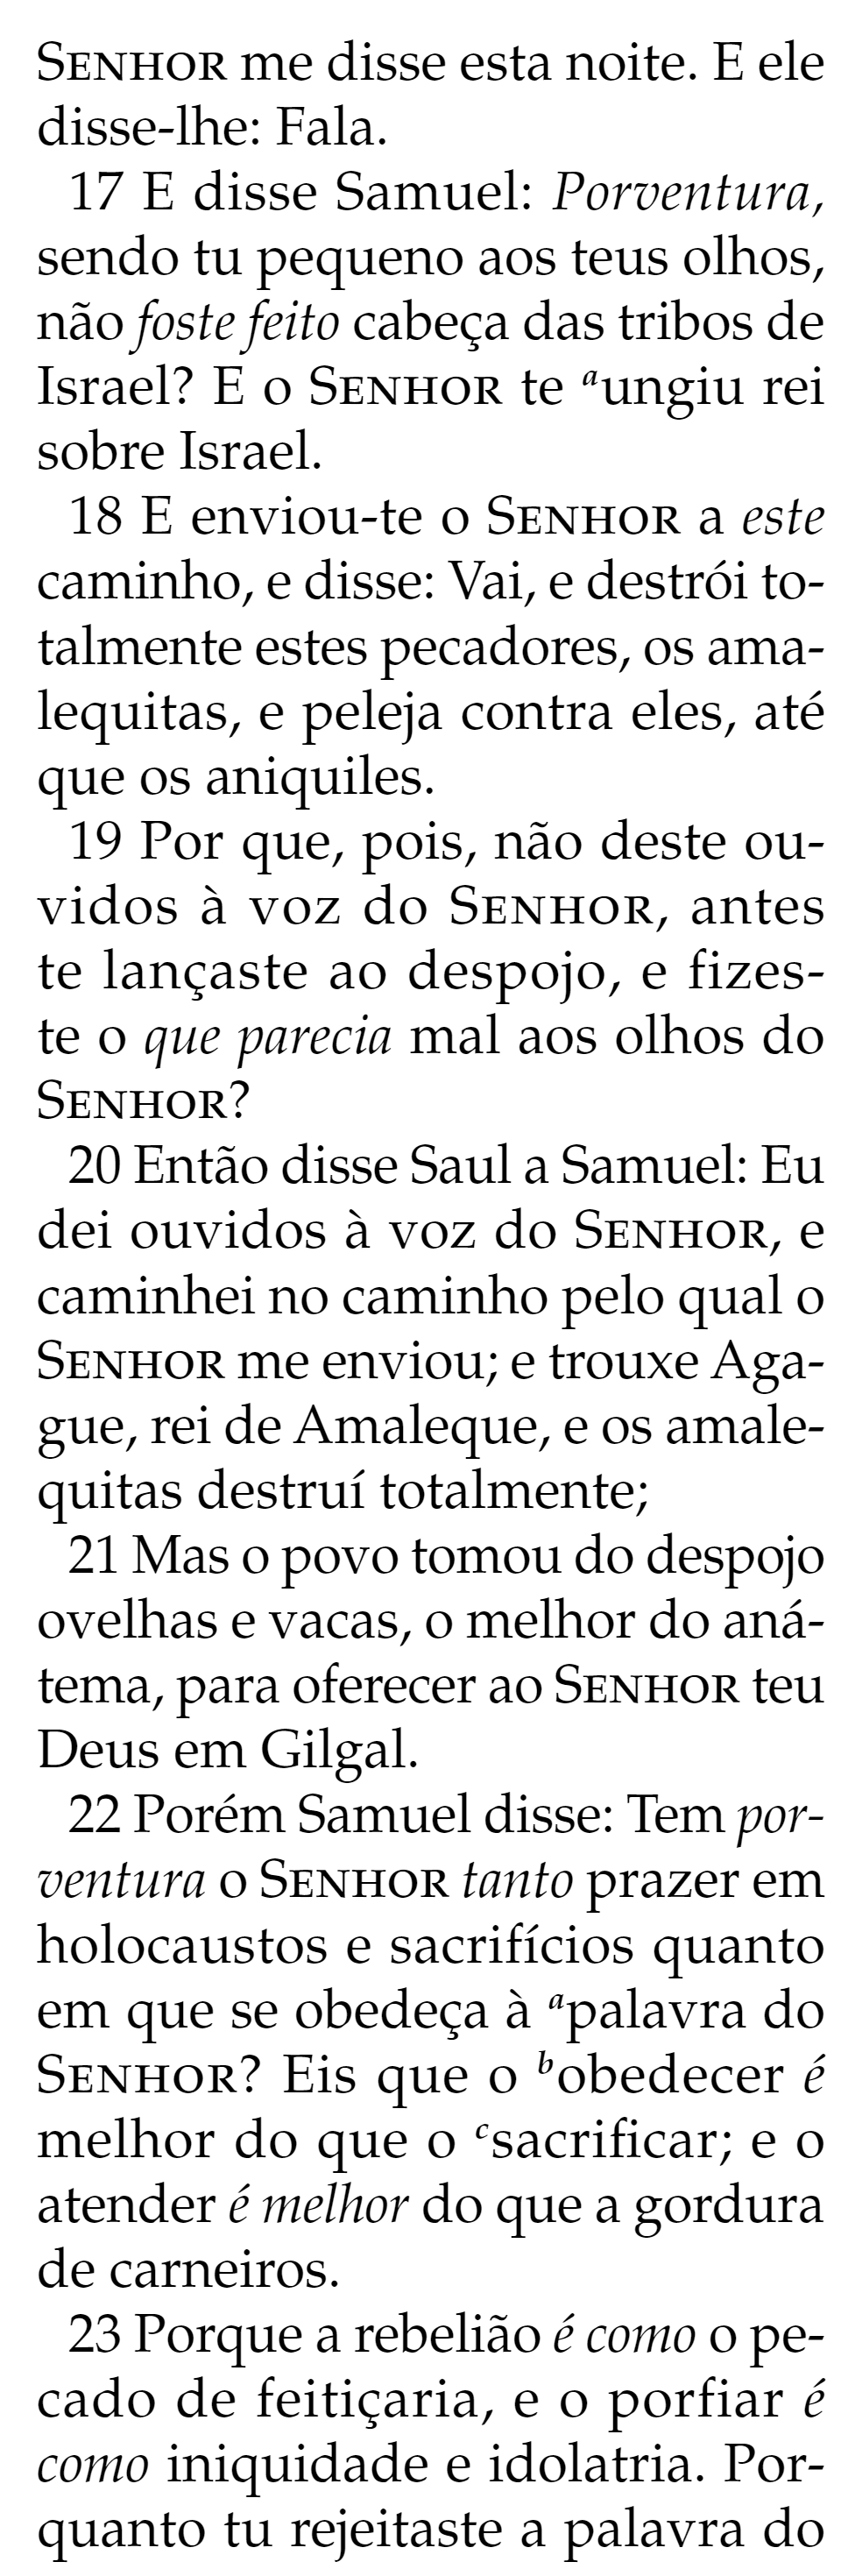 SENHOR me disse esta noite. E ele
disse-lhe: Fala.
17 E disse Samuel: Porventura,
sendo tu pequeno aos teus olhos,
não foste feito cabeça das tribos de
Israel? E o SENHOR te aungiu rei
sobre Israel.
18 E enviou-te o SENHOR a este
caminho, e disse: Vai, e destrói to-
talmente estes pecadores, os ama-
lequitas, e peleja contra eles, até
que os aniquiles.
19 Por que, pois, não deste ou-
vidos à voz do SENHOR, antes
te lançaste ao despojo, e fizes-
te o que parecia mal aos olhos do
SENHOR?
20 Então disse Saul a Samuel: Eu
dei ouvidos à voz do SENHOR, e
caminhei no caminho pelo qual o
SENHOR me enviou; e trouxe Aga-
gue, rei de Amaleque, e os amale-
quitas destruí totalmente;
21 Mas o povo tomou do despojo
ovelhas e vacas, o melhor do aná-
tema, para oferecer ao SENHOR teu
Deus em Gilgal.
22 Porém Samuel disse: Tem por-
ventura o SENHOR tanto prazer em
holocaustos e sacrifícios quanto
em que se obedeça à apalavra do
SENHOR? Eis que o bobedecer é
melhor do que o csacrificar; e o
atender é melhor do que a gordura
de carneiros.
23 Porque a rebelião é como o pe-
cado de feitiçaria, e o porfiar é
como iniquidade e idolatria. Por-
quanto tu rejeitaste a palavra do